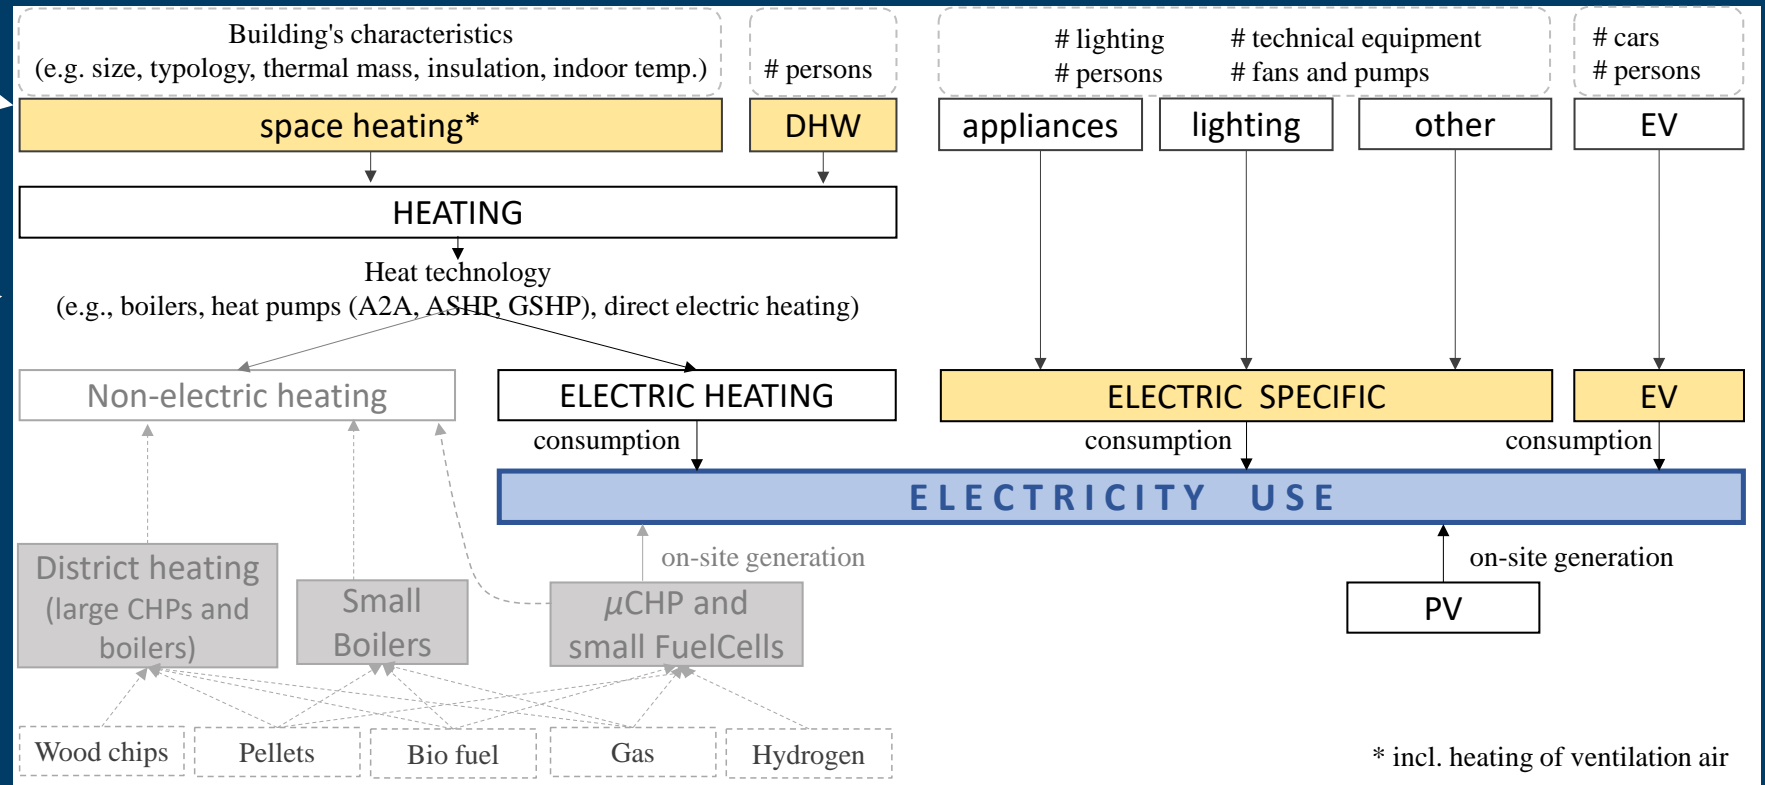 Building's characteristics
(e.g. size, typology, thermal mass, insulation, indoor temp.)
# persons
# lighting
# technical equipment
# persons
# fans and pumps
# cars
# persons
space heating*
DHW
appliances
lighting
other
EV
HEATING
Heat technology
(e.g., boilers, heat pumps (A2A, ASHP, GSHP), direct electric heating)
Non-electric heating
ELECTRIC HEATING
ELECTRIC SPECIFIC
EV
consumption
consumption
consumption
ELECTRICITY USE
on-site generation
on-site generation
District heating
(large CHPs and
boilers)
Small
Boilers
μCHP and
small FuelCells
PV
Wood chips
Pellets
Bio fuel
Gas
Hydrogen
* incl. heating of ventilation air